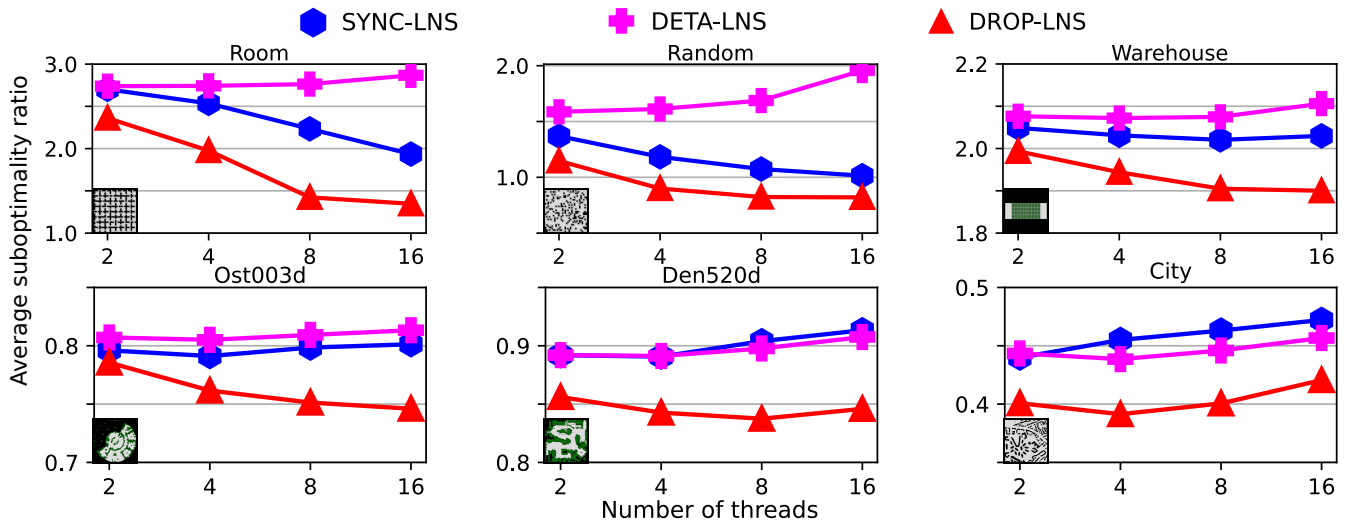 SYNC-LNS DETA-LNS DROP-LNS
Average suboptimality ratio
Room
3.0
2.0
1.0
2 4 8 16
Random
2.0
1.0
2 4 8 16
Warehouse
2.2
2.0
1.8
2 4 8 16
Ost003d
0.8
0.7
2 4 8 16
Den520d
0.9
0.8
2 4 8 16
City
0.5
0.4
2 4 8 16
Number of threads